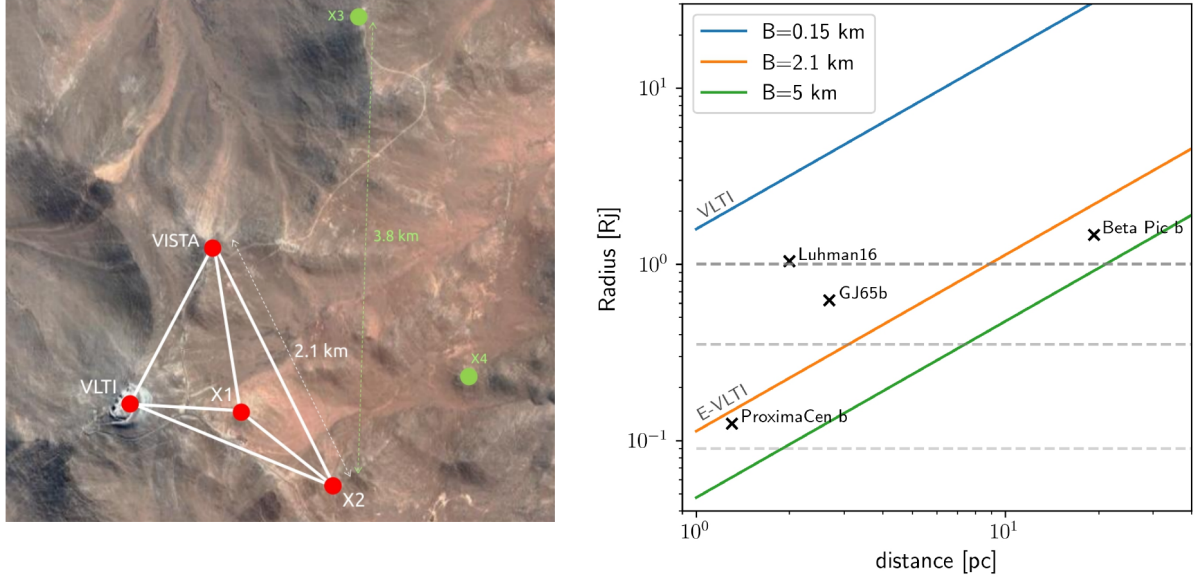 X3
3.8 km
VISTA
2.1 km
X4
VLTI
X1
X2
B=0.15 km
B=2.1 km
B=5 km
VLTI
Luhman16
GJ65b
Beta Pic b
E-VLTI
ProximaCen b
10¹
10⁰
10⁻¹
Radius [Rj]
10⁰
10¹
distance [pc]